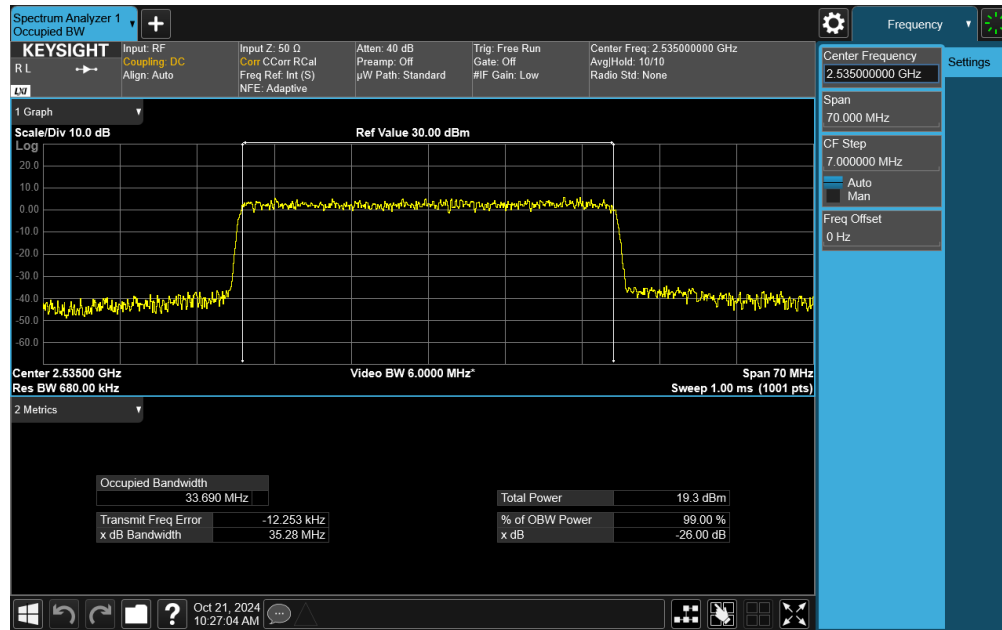 Spectrum Analyzer 1
Occupied BW
Frequency
KEYSIGHT
R L
LXI
Input: RF
Coupling: DC
Align: Auto
Input Z: 50 Ω
Corr CCorr RCal
Freq Ref: Int (S)
NFE: Adaptive
Atten: 40 dB
Preamp: Off
µW Path: Standard
Trig: Free Run
Gate: Off
#IF Gain: Low
Center Freq: 2.535000000 GHz
Avg|Hold: 10/10
Radio Std: None
Center Frequency
2.535000000 GHz
Settings
Span
70.000 MHz
CF Step
7.000000 MHz
Auto
Man
Freq Offset
0 Hz
1 Graph
Scale/Div 10.0 dB
Ref Value 30.00 dBm
Log
20.0
10.0
0.00
-10.0
-20.0
-30.0
-40.0
-50.0
-60.0
Center 2.53500 GHz
Video BW 6.0000 MHz*
Span 70 MHz
Res BW 680.00 kHz
Sweep 1.00 ms (1001 pts)
2 Metrics
Occupied Bandwidth
33.690 MHz
Total Power 19.3 dBm
Transmit Freq Error -12.253 kHz
% of OBW Power 99.00 %
x dB Bandwidth 35.28 MHz
x dB -26.00 dB
Oct 21, 2024
10:27:04 AM